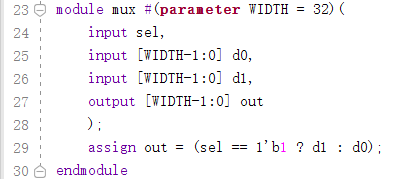 23 module mux #(parameter WIDTH = 32)(
24 input sel,
25 input [WIDTH-1:0] d0,
26 input [WIDTH-1:0] d1,
27 output [WIDTH-1:0] out
28 );
29 assign out = (sel == 1'b1 ? d1 : d0);
30 endmodule